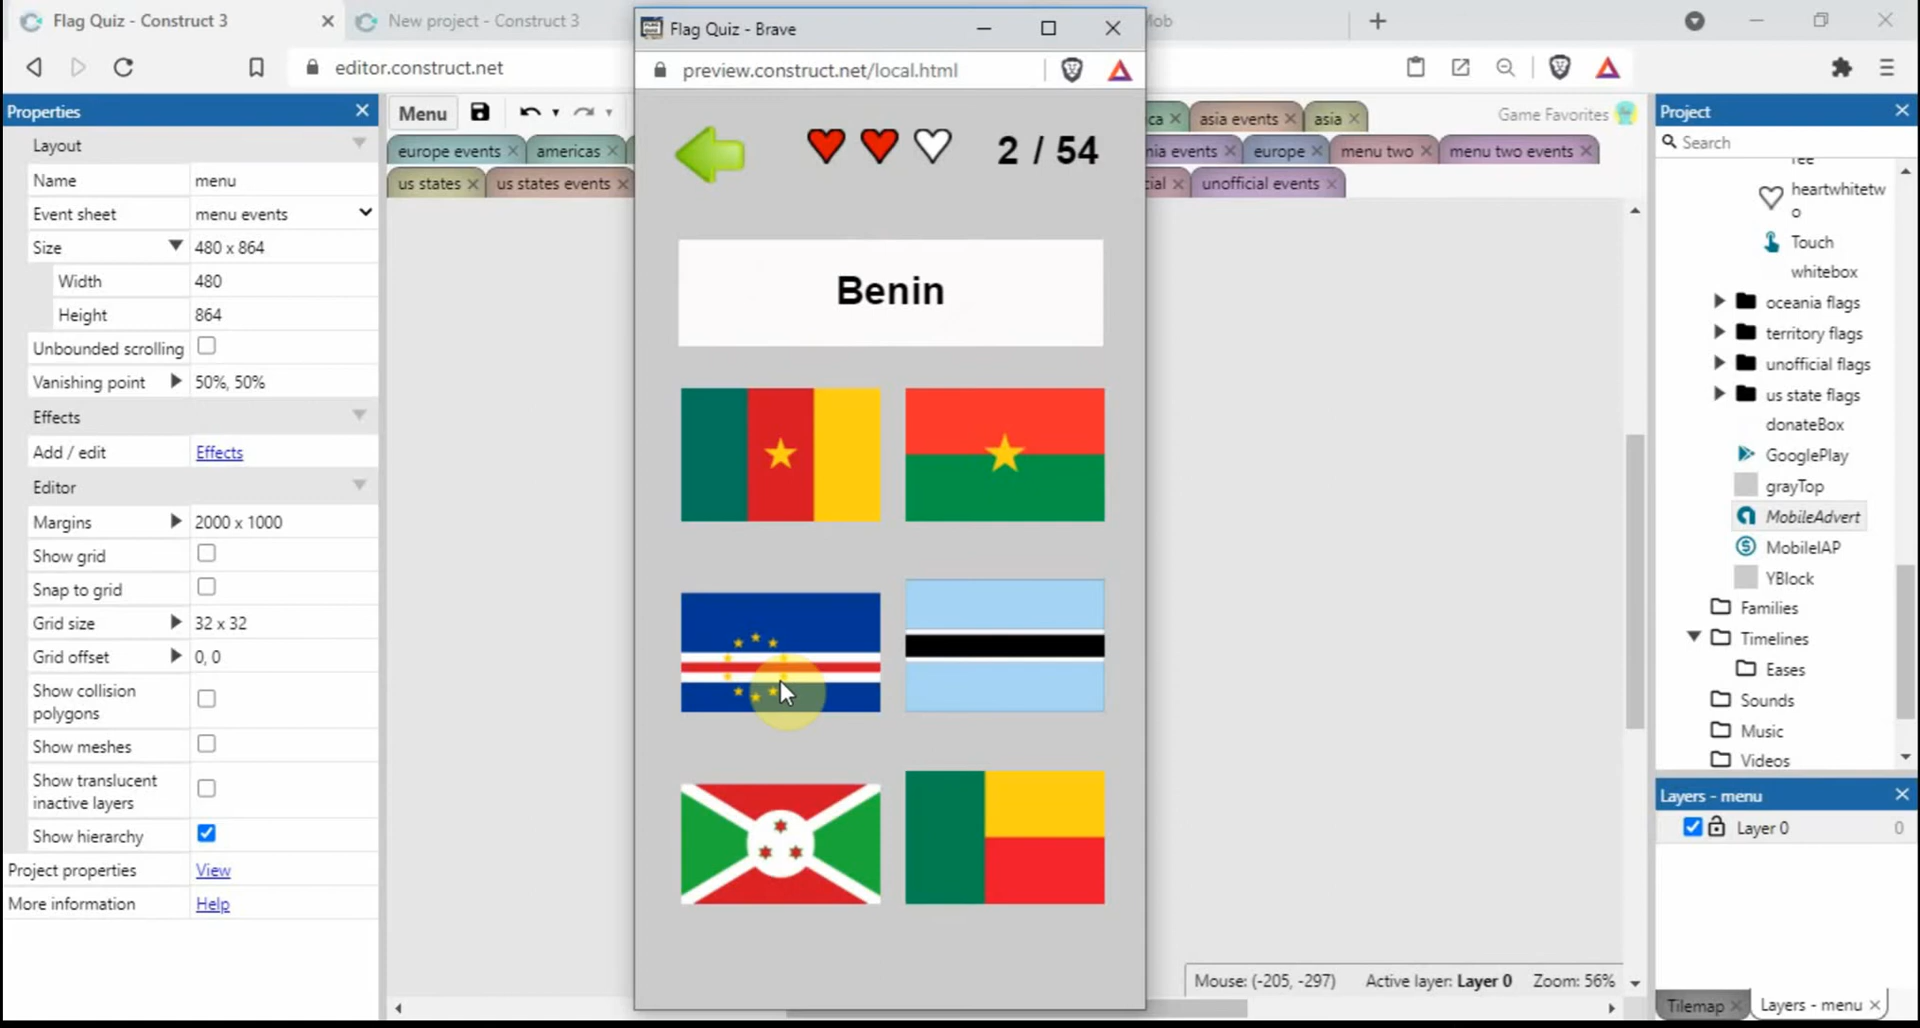 Flag Quiz - Construct 3
New project - Construct 3
Mob
editor.construct.net
Flag Quiz - Brave
preview.construct.net/local.html
Properties
Layout
Name menu
Event sheet menu events
Size 480 x 864
Width 480
Height 864
Unbounded scrolling
Vanishing point 50%, 50%
Effects
Add / edit Effects
Editor
Margins 2000 x 1000
Show grid
Snap to grid
Grid size 32 x 32
Grid offset 0, 0
Show collision
polygons
Show meshes
Show translucent
inactive layers
Show hierarchy
Project properties View
More information Help
Menu
europe events americas
us states us states events
2 / 54
Benin
ca asia events asia
Game Favorites
nia events europe menu two menu two events
cial unofficial events
Mouse: (-205, -297) Active layer: Layer 0 Zoom: 56%
Project
Search
heartwhitetw
o
Touch
whitebox
oceania flags
territory flags
unofficial flags
us state flags
donateBox
GooglePlay
grayTop
MobileAdvert
MobileIAP
YBlock
Families
Timelines
Eases
Sounds
Music
Videos
Layers - menu
Layer 0 0
Tilemap Layers - menu